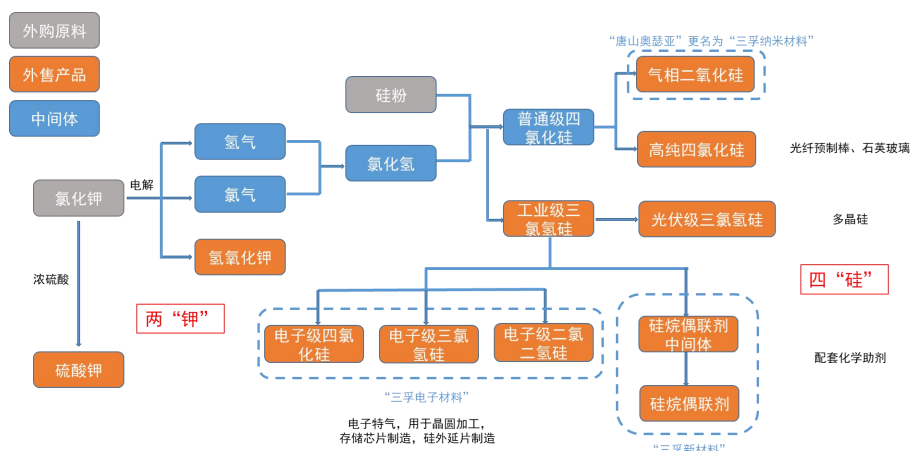 外购原料
外售产品
中间体
“唐山奥瑟亚”更名为“三孚纳米材料”
气相二氧化硅
硅粉
普通级四
氯化硅
高纯四氯化硅
光纤预制棒、石英玻璃
氢气
氯化氢
氯化钾
电解
氯气
工业级三
氯氢硅
光伏级三氯氢硅
多晶硅
氢氧化钾
浓硫酸
两“钾”
四“硅”
电子级四氯
化硅
电子级三氯
氢硅
电子级二氯
二氢硅
硅烷偶联剂
中间体
配套化学助剂
硫酸钾
“三孚电子材料”
硅烷偶联剂
电子特气，用于晶圆加工，
存储芯片制造，硅外延片制造
“三孚新材料”